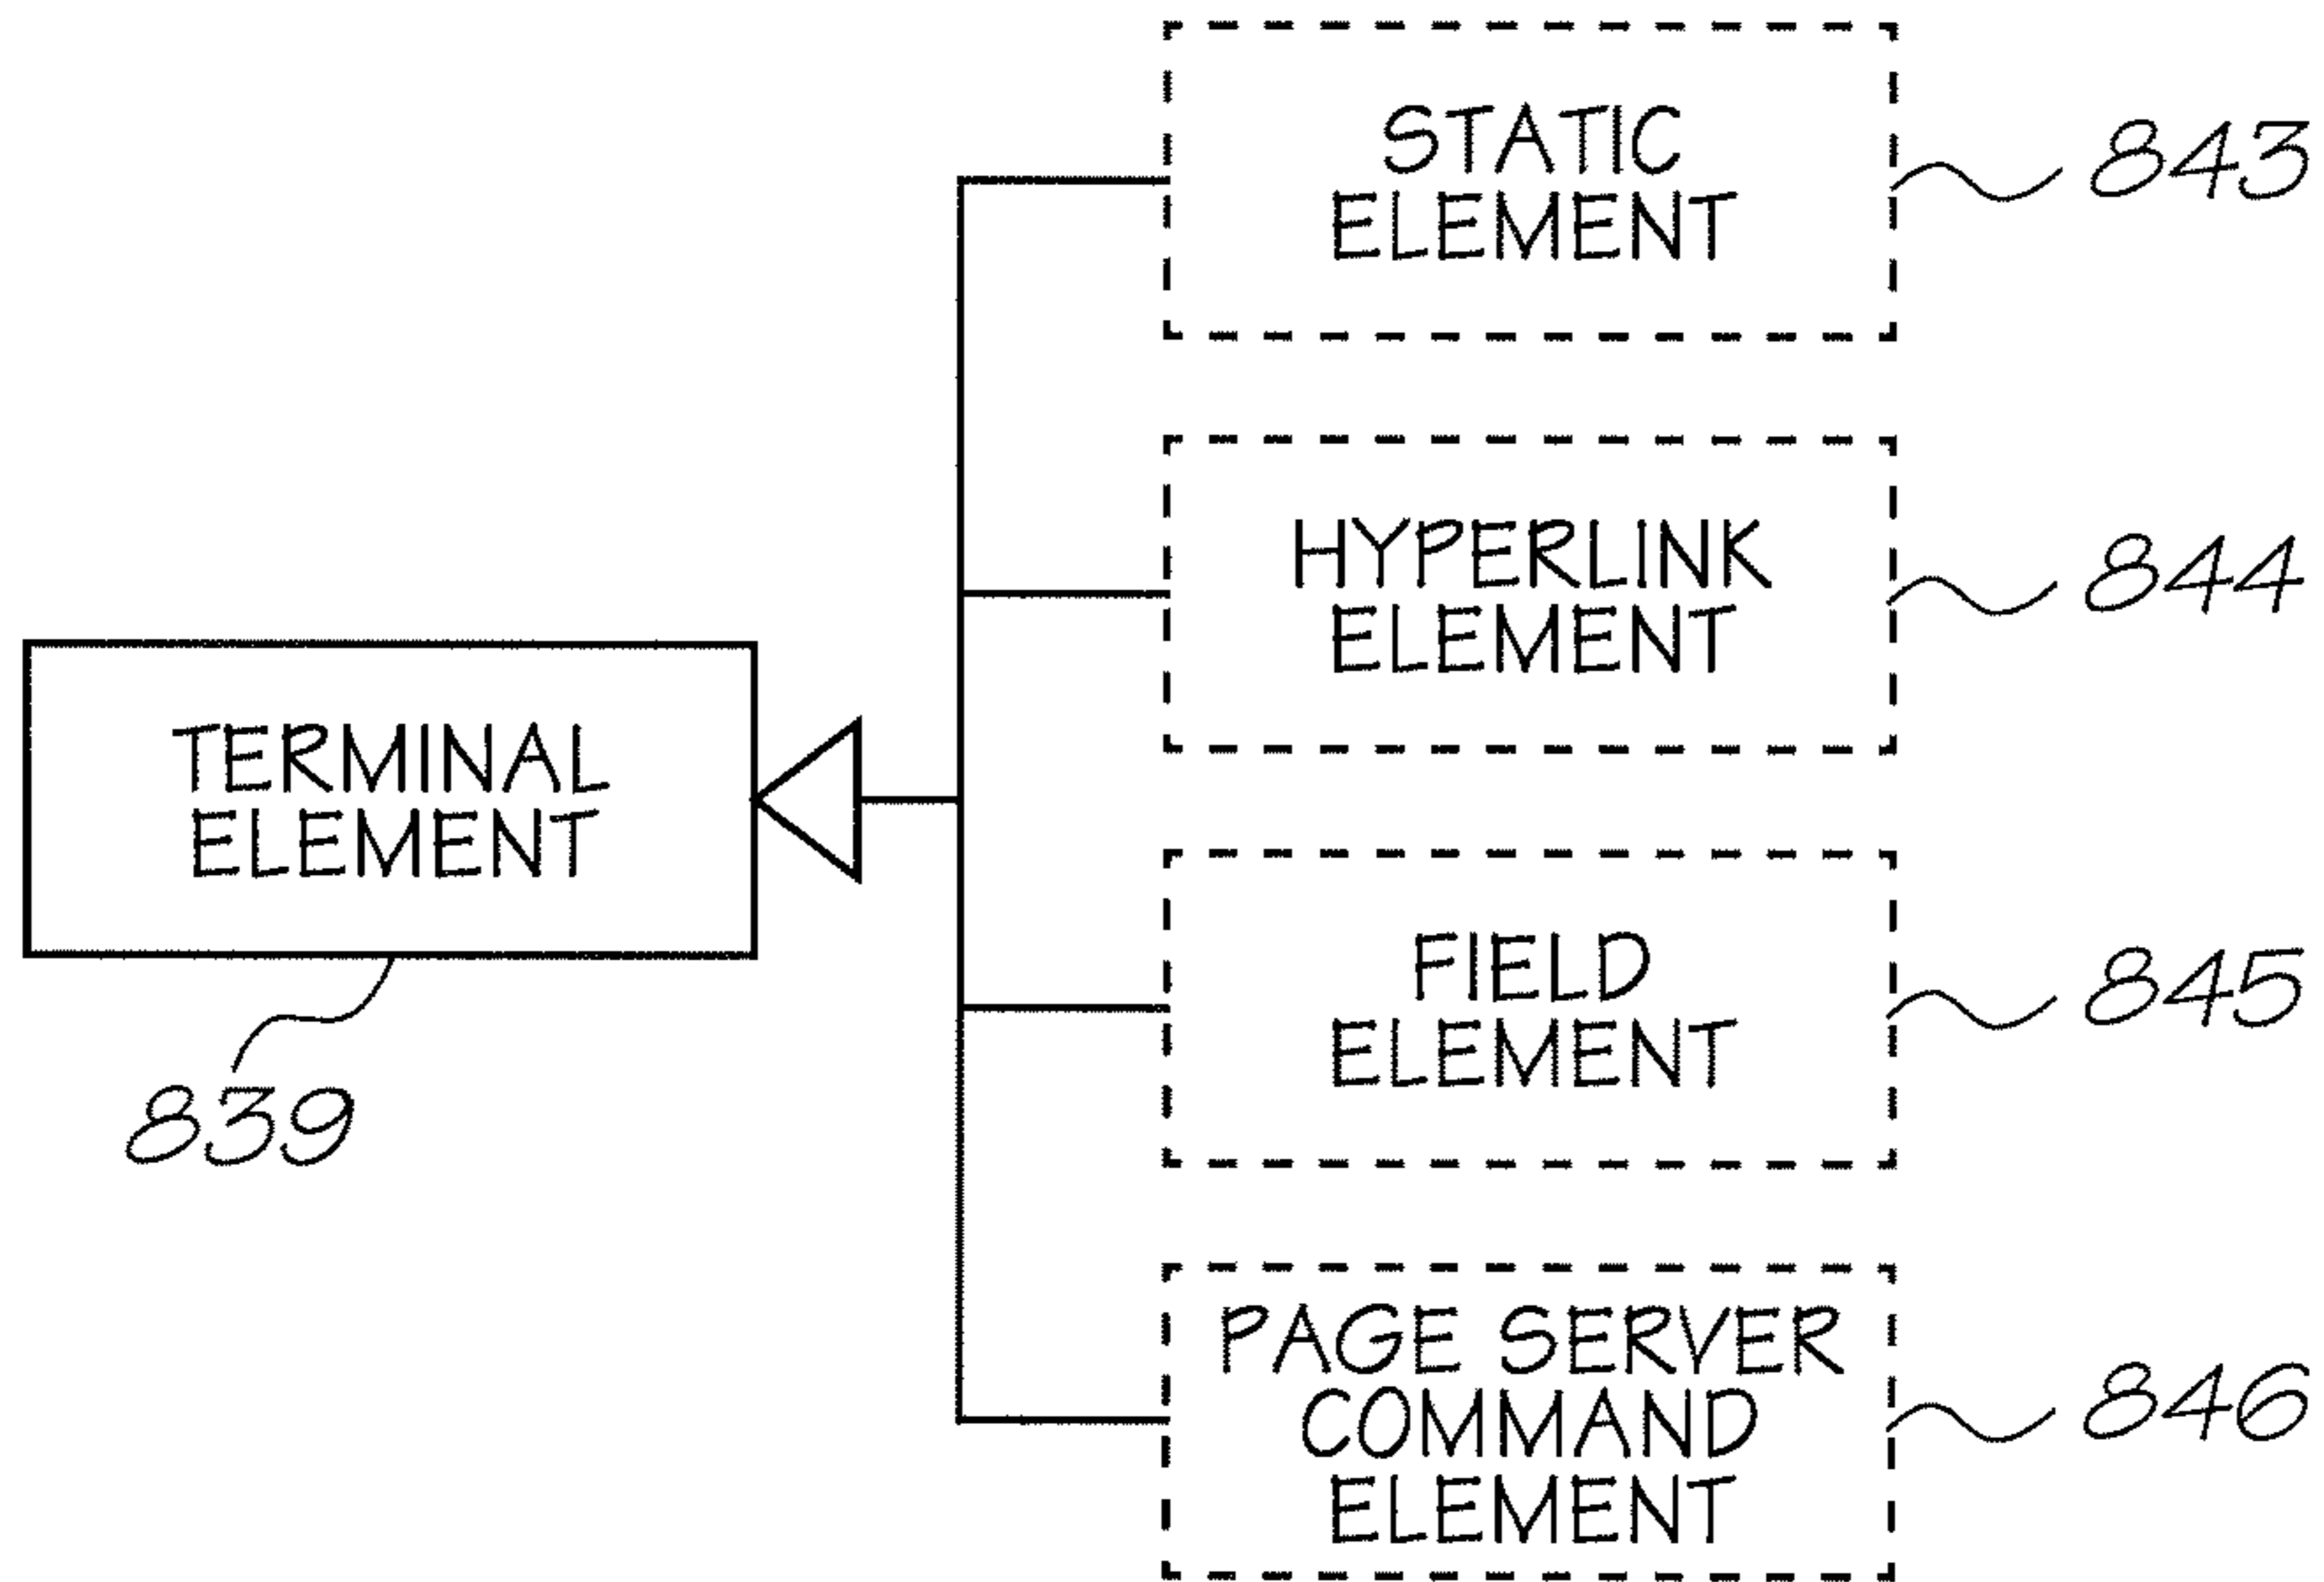 STATIC
ELEMENT
843
HYPERLINK
ELEMENT
844
TERMINAL
ELEMENT
839
FIELD
ELEMENT
845
PAGE SERVER
COMMAND
ELEMENT
846